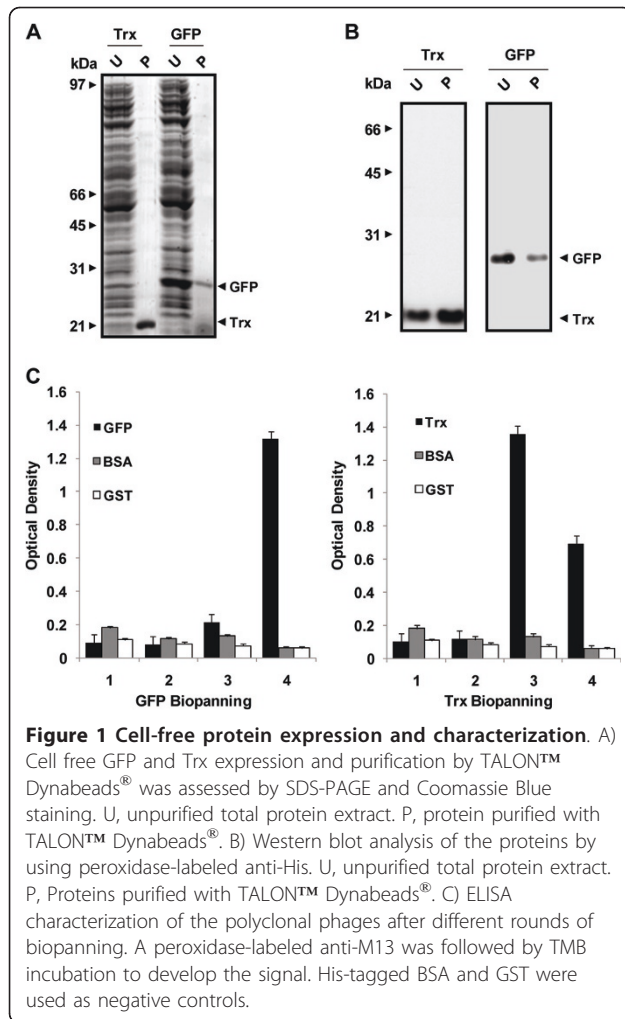 A
Trx GFP
kDa U P U P
97
66
45
31
21
GFP
Trx
B
Trx GFP
kDa U P U P
66
45
31
21
GFP
Trx
C
Optical Density
1.6
1.4
1.2
1
0.8
0.6
0.4
0.2
0
GFP
BSA
GST
1 2 3 4
GFP Biopanning
Optical Density
1.6
1.4
1.2
1
0.8
0.6
0.4
0.2
0
Trx
BSA
GST
1 2 3 4
Trx Biopanning
Figure 1 Cell-free protein expression and characterization. A)
Cell free GFP and Trx expression and purification by TALON™
Dynabeads® was assessed by SDS-PAGE and Coomassie Blue
staining. U, unpurified total protein extract. P, protein purified with
TALON™ Dynabeads®. B) Western blot analysis of the proteins by
using peroxidase-labeled anti-His. U, unpurified total protein extract.
P, Proteins purified with TALON™ Dynabeads®. C) ELISA
characterization of the polyclonal phages after different rounds of
biopanning. A peroxidase-labeled anti-M13 was followed by TMB
incubation to develop the signal. His-tagged BSA and GST were
used as negative controls.